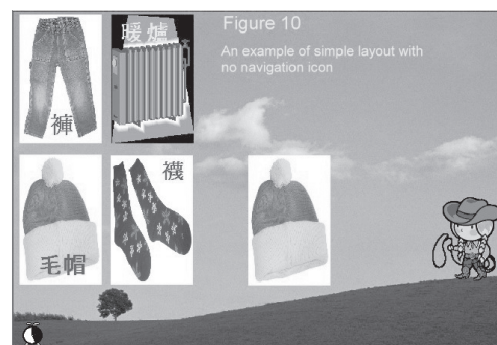 Figure 10
An example of simple layout with
no navigation icon
褲
暖爐
毛帽
襪